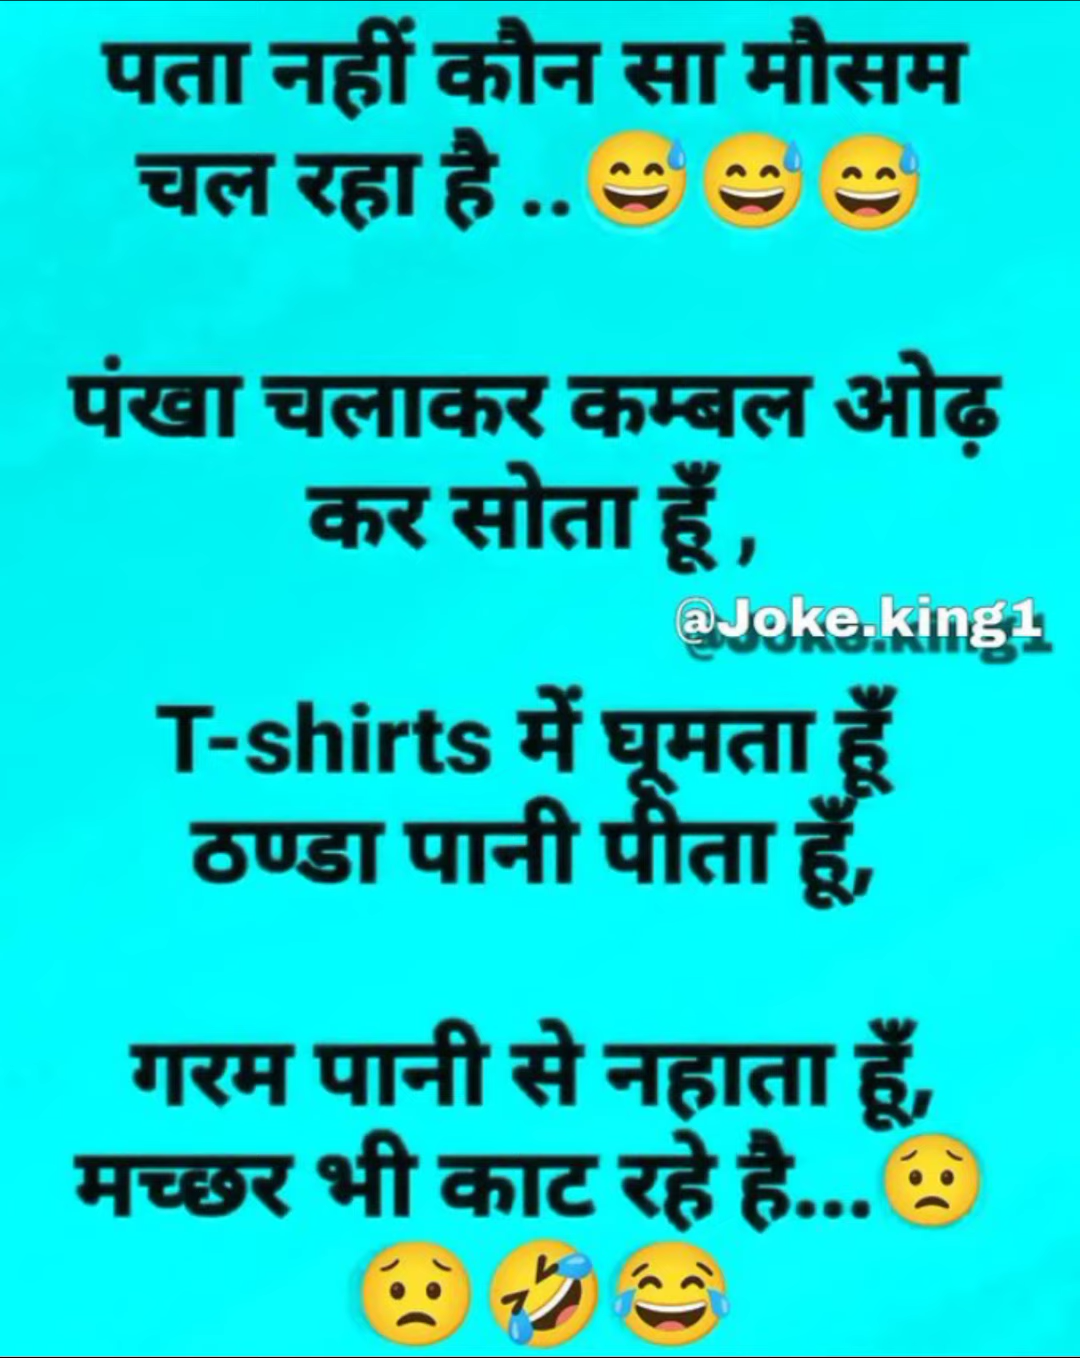 पता नहीं कौन सा मौसम
चल रहा है ..😅😅😅
पंखा चलाकर कम्बल ओढ़
कर सोता हूँ ,
@Joke.king1
T-shirts में घूमता हूँ
ठण्डा पानी पीता हूँ,
गरम पानी से नहाता हूँ,
मच्छर भी काट रहे है...😟
😟🤣😂